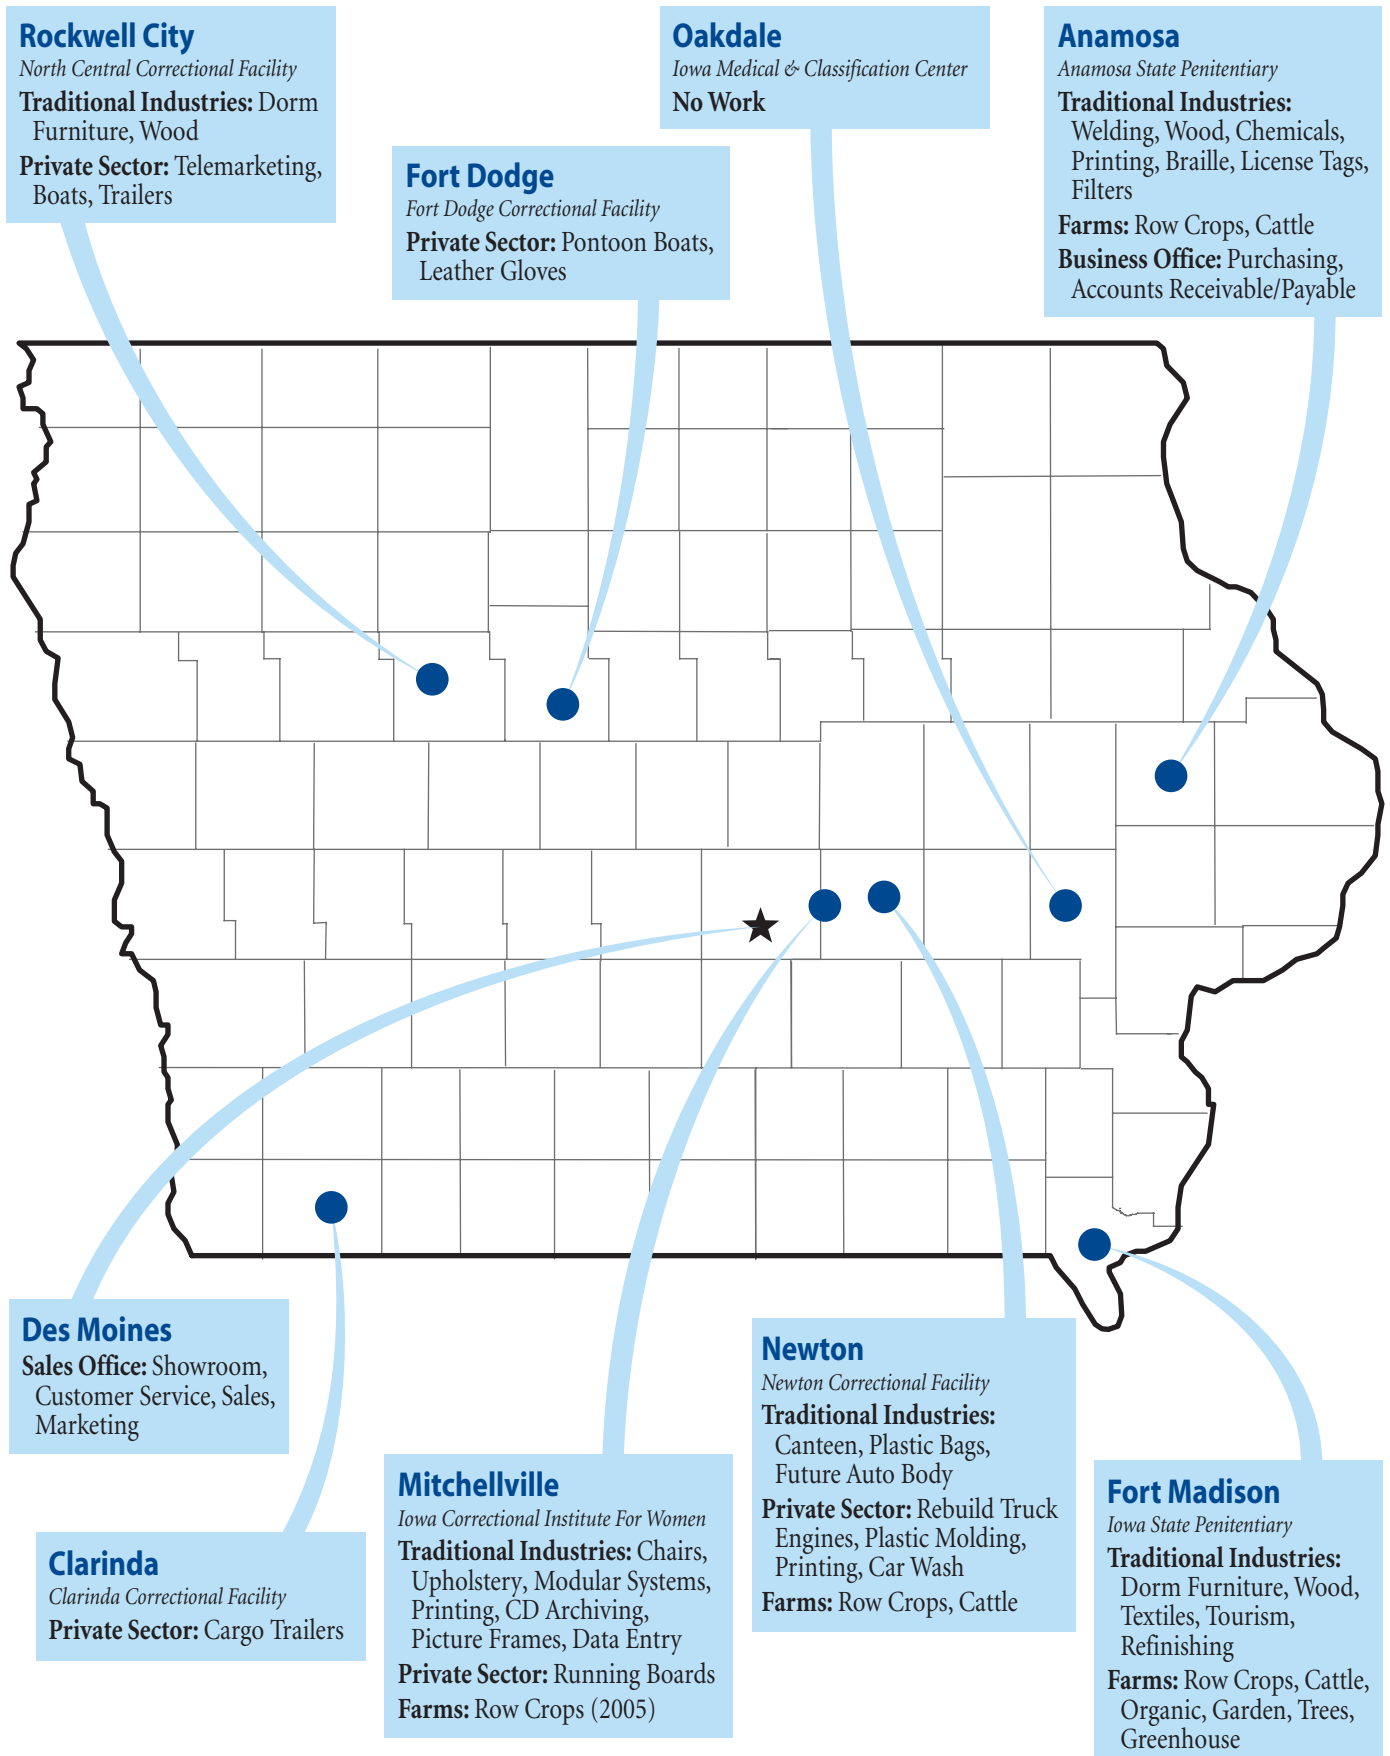 Rockwell City
North Central Correctional Facility
Traditional Industries: Dorm
Furniture, Wood
Private Sector: Telemarketing,
Boats, Trailers
Fort Dodge
Fort Dodge Correctional Facility
Private Sector: Pontoon Boats,
Leather Gloves
Oakdale
Iowa Medical & Classification Center
No Work
Anamosa
Anamosa State Penitentiary
Traditional Industries:
Welding, Wood, Chemicals,
Printing, Braille, License Tags,
Filters
Farms: Row Crops, Cattle
Business Office: Purchasing,
Accounts Receivable/Payable
Des Moines
Sales Office: Showroom,
Customer Service, Sales,
Marketing
Clarinda
Clarinda Correctional Facility
Private Sector: Cargo Trailers
Mitchellville
Iowa Correctional Institute For Women
Traditional Industries: Chairs,
Upholstery, Modular Systems,
Printing, CD Archiving,
Picture Frames, Data Entry
Private Sector: Running Boards
Farms: Row Crops (2005)
Newton
Newton Correctional Facility
Traditional Industries:
Canteen, Plastic Bags,
Future Auto Body
Private Sector: Rebuild Truck
Engines, Plastic Molding,
Printing, Car Wash
Farms: Row Crops, Cattle
Fort Madison
Iowa State Penitentiary
Traditional Industries:
Dorm Furniture, Wood,
Textiles, Tourism,
Refinishing
Farms: Row Crops, Cattle,
Organic, Garden, Trees,
Greenhouse